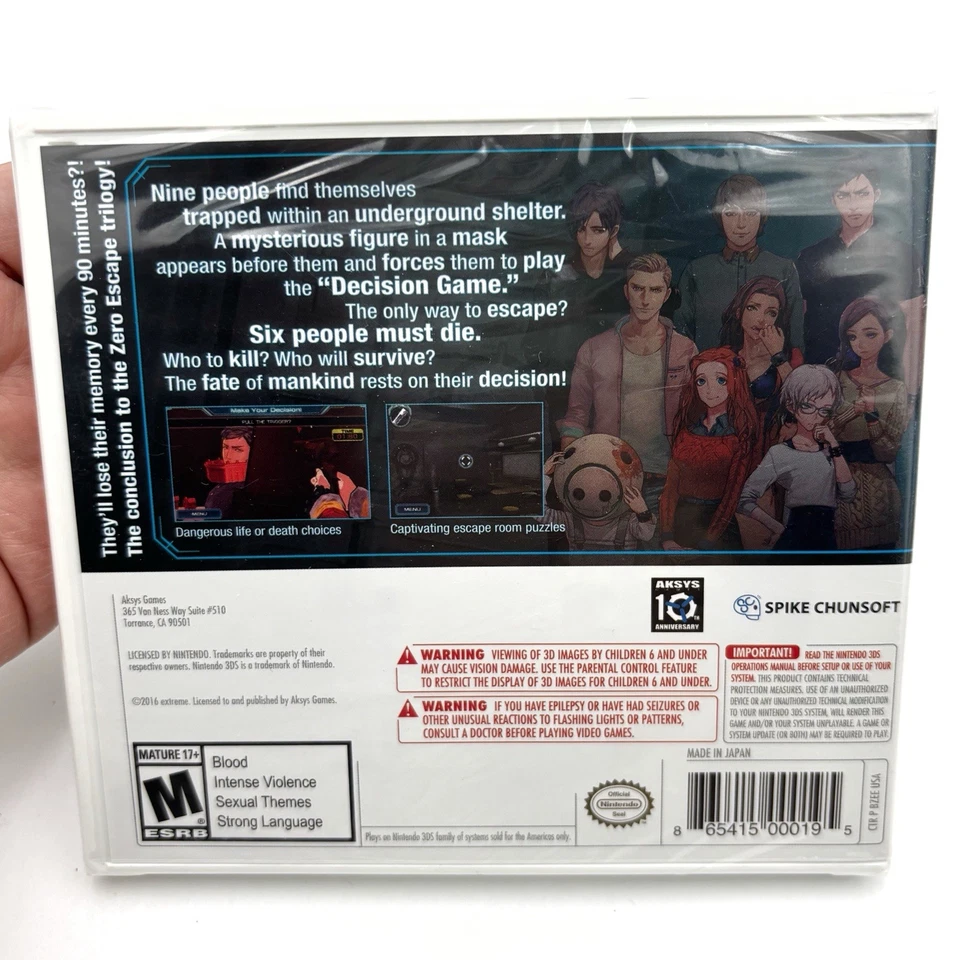 They'll lose their memory every 90 minutes?!
The conclusion to the Zero Escape trilogy!
Nine people find themselves
trapped within an underground shelter.
A mysterious figure in a mask
appears before them and forces them to play
the “Decision Game.”
The only way to escape?
Six people must die.
Who to kill? Who will survive?
The fate of mankind rests on their decision!
Make Your Decision!
PULL THE TRIGGER?
TIME
MENU
Dangerous life or death choices
MENU
Captivating escape room puzzles
Aksys Games
365 Van Ness Way Suite #510
Torrance, CA 90501
AKSYS
10TH
ANNIVERSARY
SPIKE CHUNSOFT
LICENSED BY NINTENDO. Trademarks are property of their
respective owners. Nintendo 3DS is a trademark of Nintendo.
©2016 extreme. Licensed to and published by Aksys Games.
WARNING VIEWING OF 3D IMAGES BY CHILDREN 6 AND UNDER
MAY CAUSE VISION DAMAGE. USE THE PARENTAL CONTROL FEATURE
TO RESTRICT THE DISPLAY OF 3D IMAGES FOR CHILDREN 6 AND UNDER.
WARNING IF YOU HAVE EPILEPSY OR HAVE HAD SEIZURES OR
OTHER UNUSUAL REACTIONS TO FLASHING LIGHTS OR PATTERNS,
CONSULT A DOCTOR BEFORE PLAYING VIDEO GAMES.
IMPORTANT! READ THE NINTENDO 3DS
OPERATIONS MANUAL BEFORE SETUP OR USE OF YOUR
SYSTEM. THIS PRODUCT CONTAINS TECHNICAL
PROTECTION MEASURES. USE OF AN UNAUTHORIZED
DEVICE OR ANY UNAUTHORIZED TECHNICAL MODIFICATION
TO YOUR NINTENDO 3DS SYSTEM, WILL RENDER THIS
GAME AND/OR YOUR SYSTEM UNPLAYABLE. A GAME OR
SYSTEM UPDATE (OR BOTH) MAY BE REQUIRED TO PLAY.
MATURE 17+
M
®
ESRB
Blood
Intense Violence
Sexual Themes
Strong Language
Plays on Nintendo 3DS family of systems sold for the Americas only.
Official
Nintendo
Seal
MADE IN JAPAN
8 65415 00019 5
CTR P BZEE USA